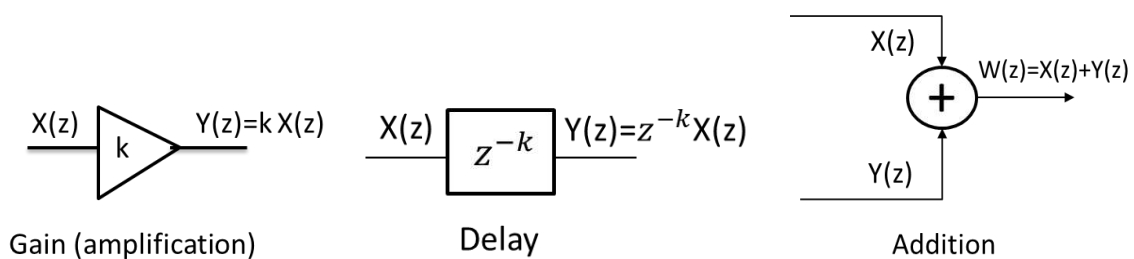 X(z)
k
Y(z)=k X(z)
Gain (amplification)
X(z)
z^{-k}
Y(z)=z^{-k}X(z)
Delay
X(z)
+
W(z)=X(z)+Y(z)
Y(z)
Addition